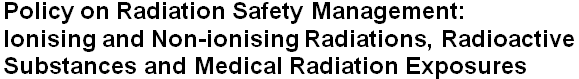 Policy on Radiation Safety Management:
Ionising and Non-ionising Radiations, Radioactive
Substances and Medical Radiation Exposures